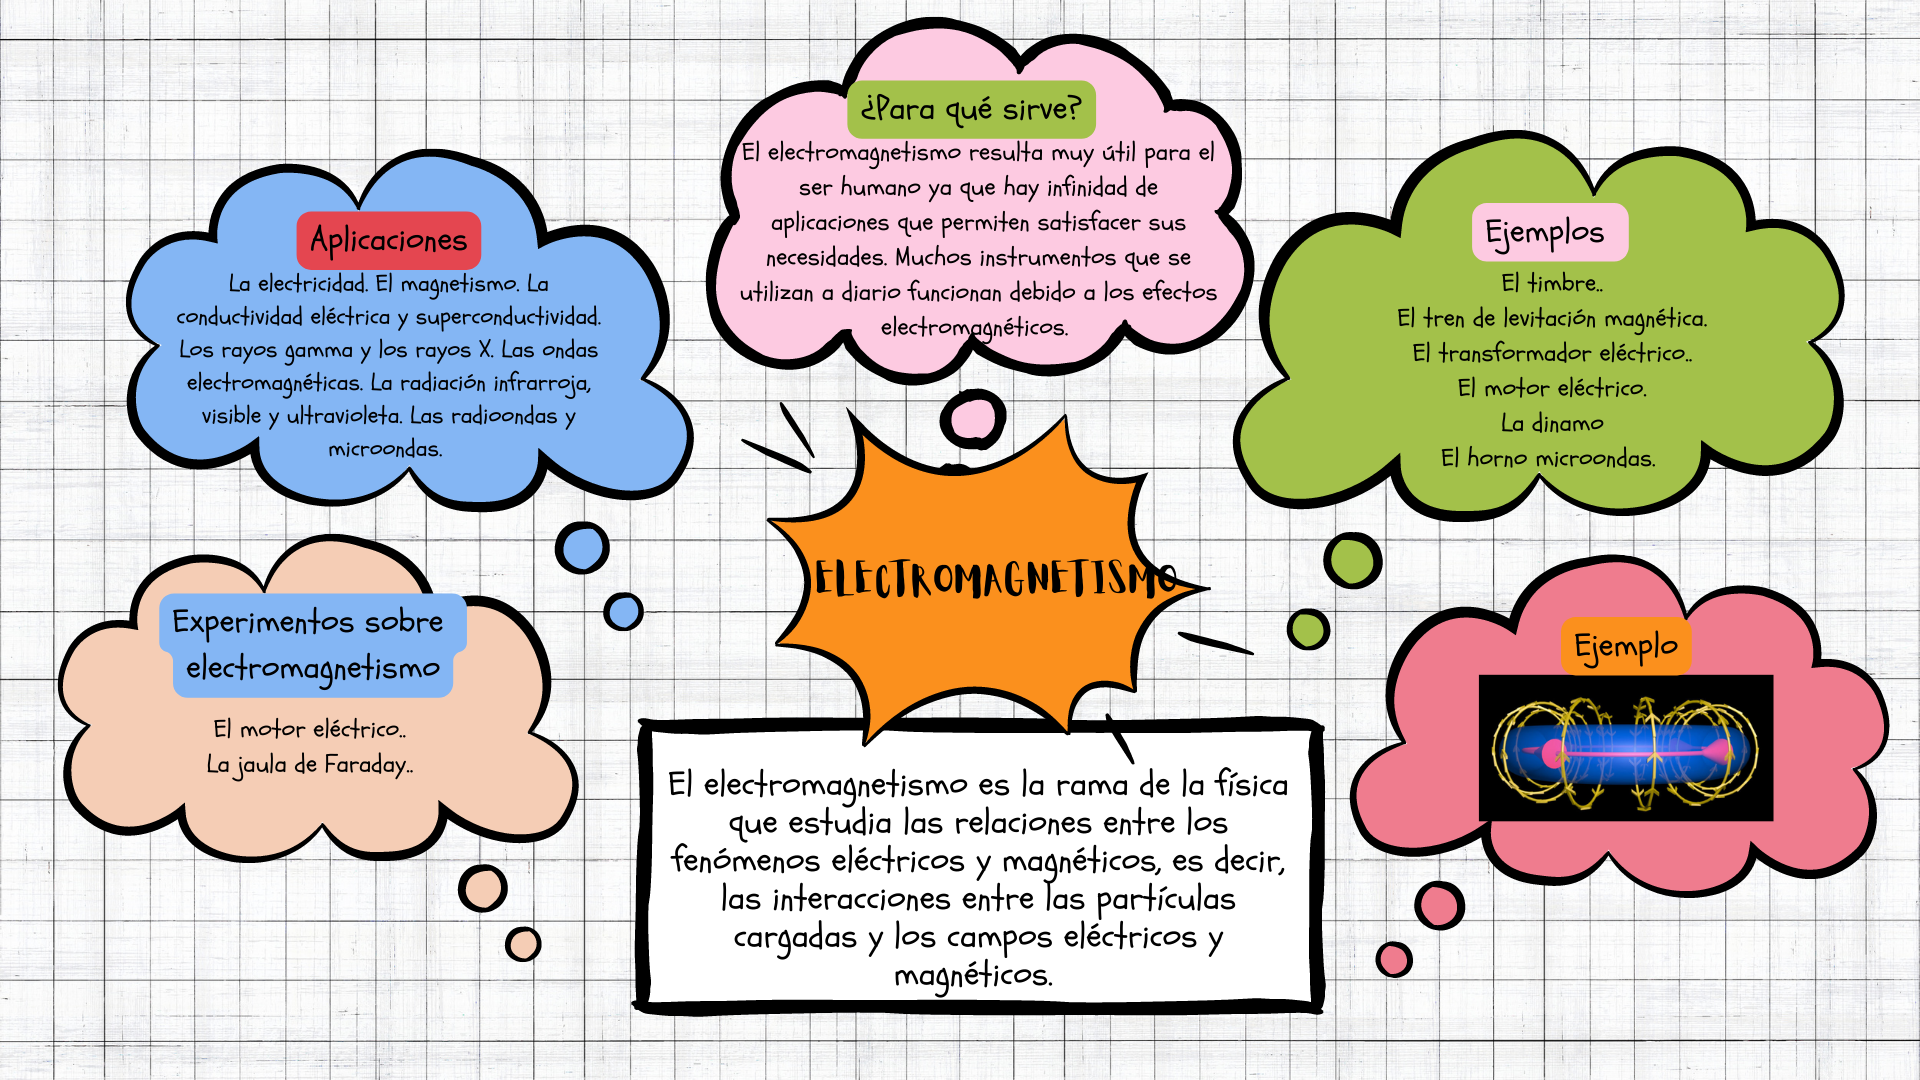 ¿Para qué sirve?
El electromagnetismo resulta muy útil para el
ser humano ya que hay infinidad de
aplicaciones que permiten satisfacer sus
necesidades. Muchos instrumentos que se
utilizan a diario funcionan debido a los efectos
electromagnéticos.
Aplicaciones
La electricidad. El magnetismo. La
conductividad eléctrica y superconductividad.
Los rayos gamma y los rayos X. Las ondas
electromagnéticas. La radiación infrarroja,
visible y ultravioleta. Las radioondas y
microondas.
Ejemplos
El timbre..
El tren de levitación magnética.
El transformador eléctrico..
El motor eléctrico.
La dinamo
El horno microondas.
ELECTROMAGNETISMO
Experimentos sobre
electromagnetismo
El motor eléctrico..
La jaula de Faraday..
Ejemplo
El electromagnetismo es la rama de la física
que estudia las relaciones entre los
fenómenos eléctricos y magnéticos, es decir,
las interacciones entre las partículas
cargadas y los campos eléctricos y
magnéticos.